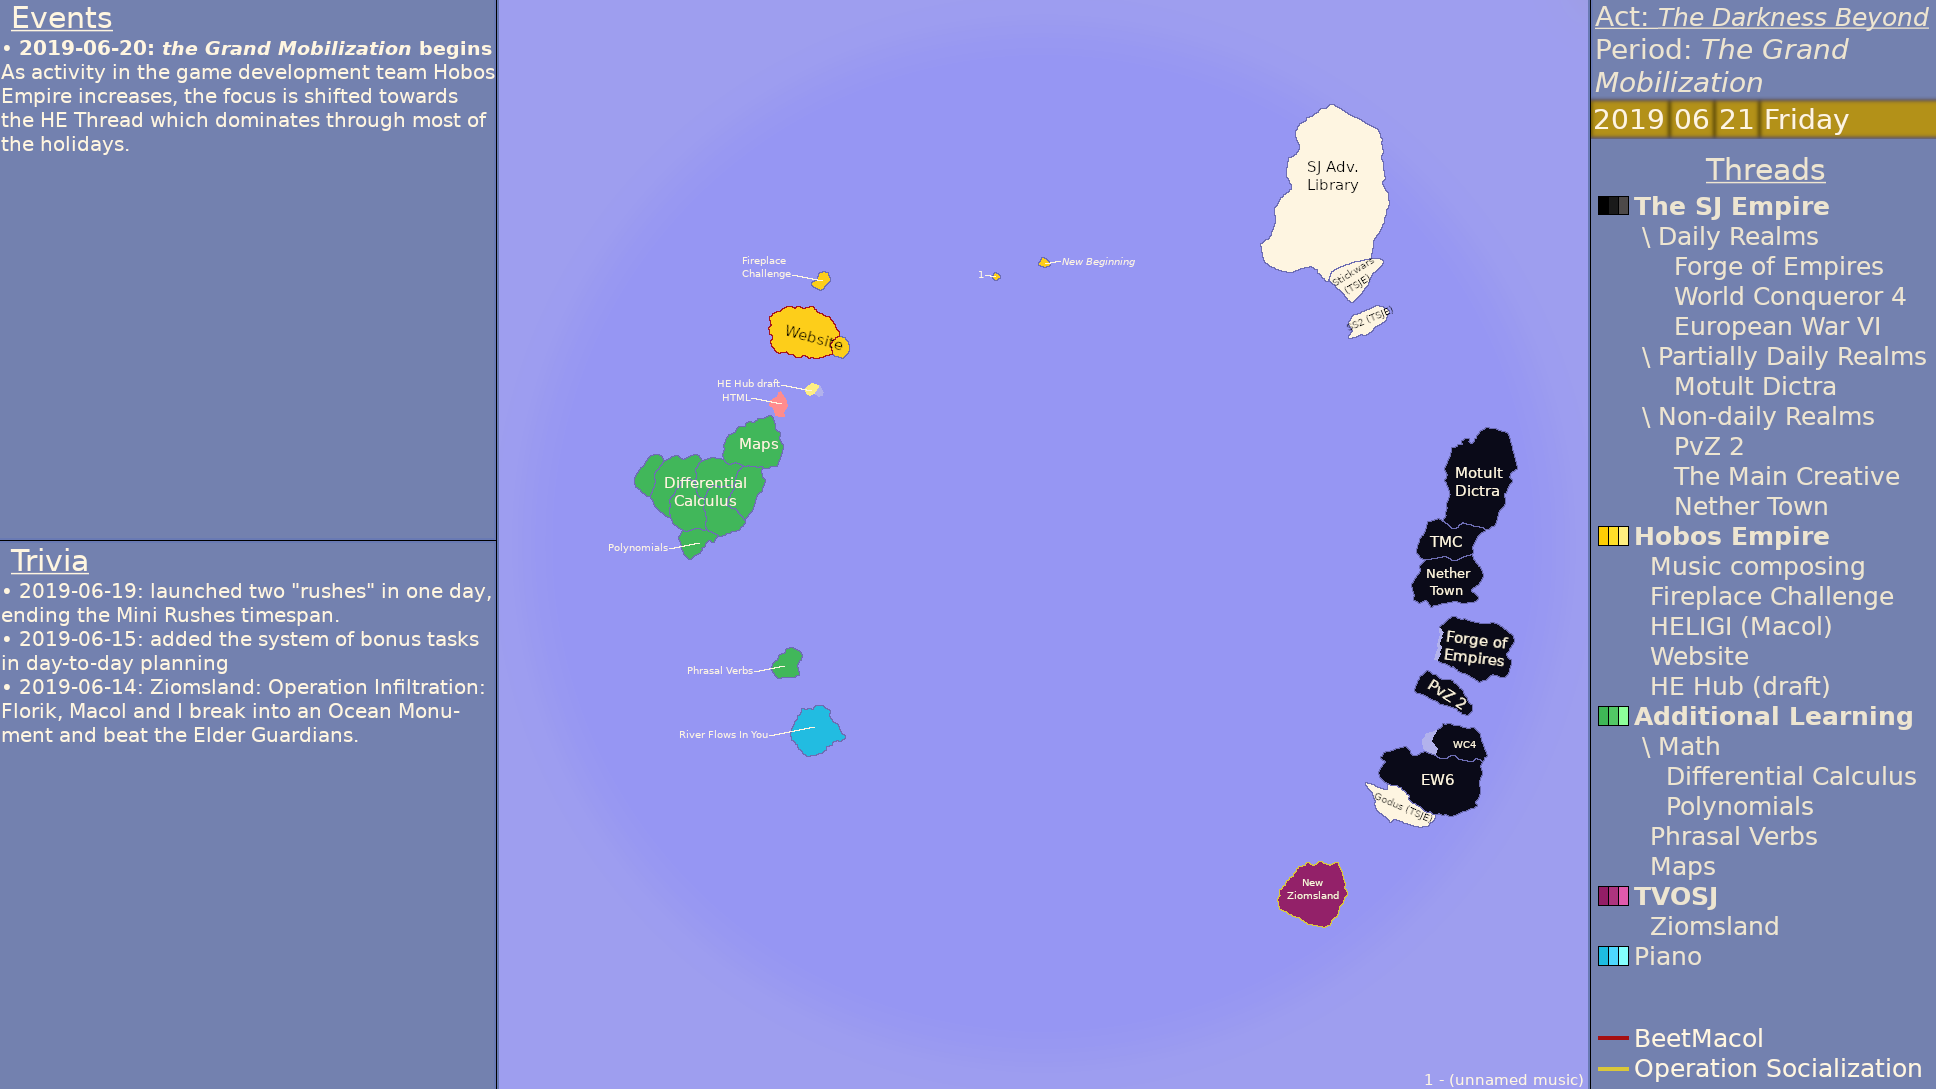 Events
• 2019-06-20: the Grand Mobilization begins
As activity in the game development team Hobos
Empire increases, the focus is shifted towards
the HE Thread which dominates through most of
the holidays.
Trivia
• 2019-06-19: launched two "rushes" in one day,
ending the Mini Rushes timespan.
• 2019-06-15: added the system of bonus tasks
in day-to-day planning
• 2019-06-14: Ziomsland: Operation Infiltration:
Florik, Macol and I break into an Ocean Monu-
ment and beat the Elder Guardians.
SJ Adv.
Library
Stickwars
(TSJE)
SS2 (TSJE)
Fireplace
Challenge
1
New Beginning
Website
HE Hub draft
HTML
Maps
Differential
Calculus
Polynomials
Phrasal Verbs
River Flows In You
Motult
Dictra
TMC
Nether
Town
Forge of
Empires
PvZ 2
WC4
EW6
Godus (TSJE)
New
Ziomsland
1 - (unnamed music)
Act: The Darkness Beyond
Period: The Grand
Mobilization
2019 06 21 Friday
Threads
The SJ Empire
\ Daily Realms
Forge of Empires
World Conqueror 4
European War VI
\ Partially Daily Realms
Motult Dictra
\ Non-daily Realms
PvZ 2
The Main Creative
Nether Town
Hobos Empire
Music composing
Fireplace Challenge
HELIGI (Macol)
Website
HE Hub (draft)
Additional Learning
\ Math
Differential Calculus
Polynomials
Phrasal Verbs
Maps
TVOSJ
Ziomsland
Piano
BeetMacol
Operation Socialization